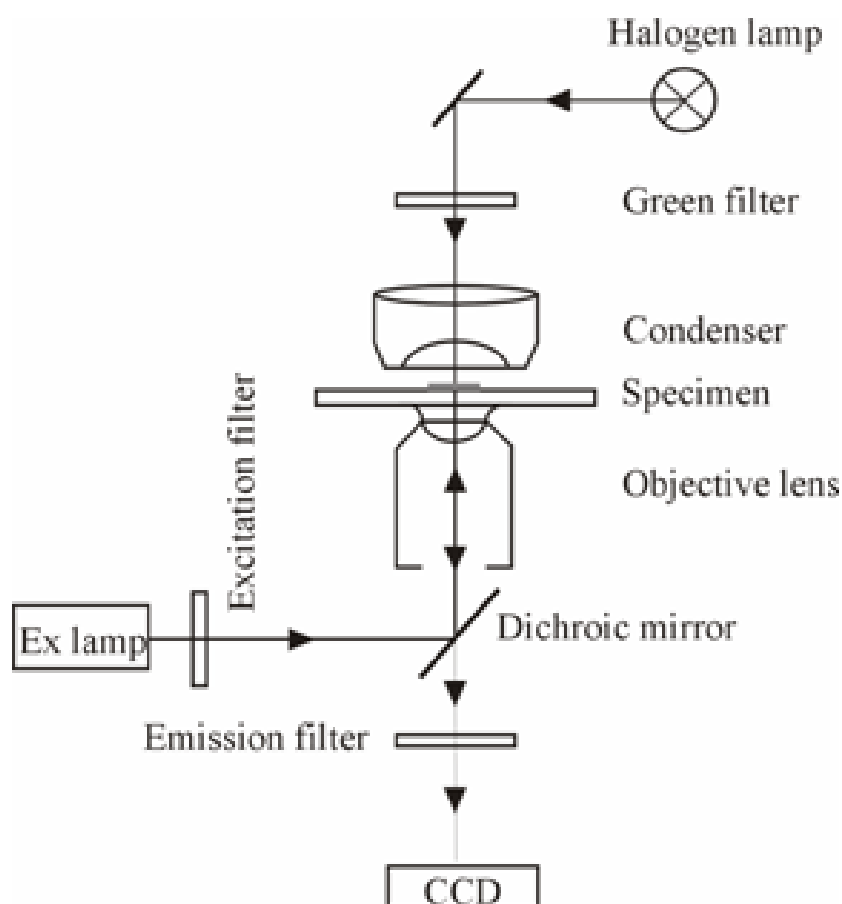 Halogen lamp
Green filter
Condenser
Specimen
Excitation filter
Objective lens
Dichroic mirror
Ex lamp
Emission filter
CCD